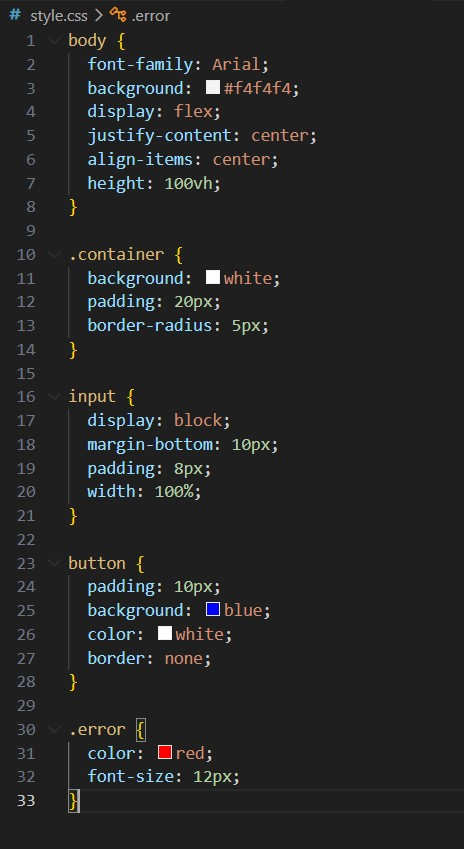 # style.css > .error
1 body {
2 font-family: Arial;
3 background: #f4f4f4;
4 display: flex;
5 justify-content: center;
6 align-items: center;
7 height: 100vh;
8 }
9
10 .container {
11 background: white;
12 padding: 20px;
13 border-radius: 5px;
14 }
15
16 input {
17 display: block;
18 margin-bottom: 10px;
19 padding: 8px;
20 width: 100%;
21 }
22
23 button {
24 padding: 10px;
25 background: blue;
26 color: white;
27 border: none;
28 }
29
30 .error {
31 color: red;
32 font-size: 12px;
33 }